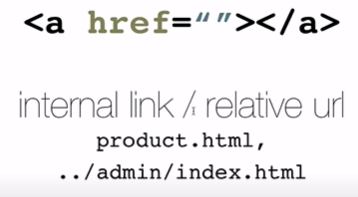 <a href=“”></a>
internal link / relative url
product.html,
../admin/index.html